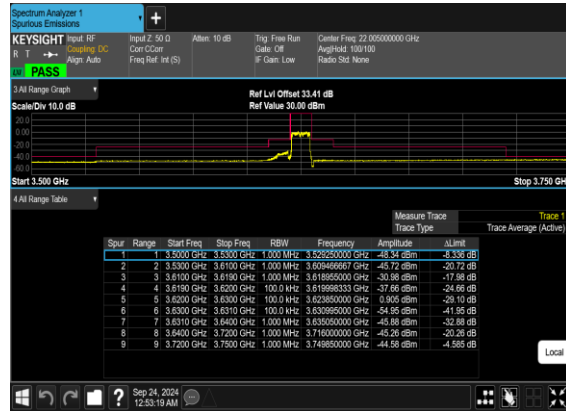 Spectrum Analyzer 1
Spurious Emissions
+
KEYSIGHT Input: RF Input Z: 50 Ω Atten: 10 dB Trig: Free Run Center Freq: 22.005000000 GHz
R T Coupling: DC Corr CCorr Gate: Off Avg|Hold: 100/100
Align: Auto Freq Ref: Int (S) IF Gain: Low Radio Std: None
PASS
3 All Range Graph
Ref Lvl Offset 33.41 dB
Scale/Div 10.0 dB Ref Value 30.00 dBm
20.0
0.00
-20.0
-40.0
-60.0
Start 3.500 GHz Stop 3.750 GH
4 All Range Table
Measure Trace Trace 1
Trace Type Trace Average (Active)
Spur Range Start Freq Stop Freq RBW Frequency Amplitude ΔLimit
1 1 3.5000 GHz 3.5300 GHz 1.000 MHz 3.529250000 GHz -48.34 dBm -8.336 dB
2 2 3.5300 GHz 3.6100 GHz 1.000 MHz 3.609466667 GHz -45.72 dBm -20.72 dB
3 3 3.6100 GHz 3.6190 GHz 1.000 MHz 3.618955000 GHz -30.98 dBm -17.98 dB
4 4 3.6190 GHz 3.6200 GHz 100.0 kHz 3.619998333 GHz -37.66 dBm -24.66 dB
5 5 3.6200 GHz 3.6300 GHz 100.0 kHz 3.623850000 GHz 0.905 dBm -29.10 dB
6 6 3.6300 GHz 3.6310 GHz 100.0 kHz 3.630995000 GHz -54.95 dBm -41.95 dB
7 7 3.6310 GHz 3.6400 GHz 1.000 MHz 3.635050000 GHz -45.88 dBm -32.88 dB
8 8 3.6400 GHz 3.7200 GHz 1.000 MHz 3.716000000 GHz -45.26 dBm -20.26 dB
9 9 3.7200 GHz 3.7500 GHz 1.000 MHz 3.749850000 GHz -44.58 dBm -4.585 dB
Local
? Sep 24, 2024
12:53:19 AM